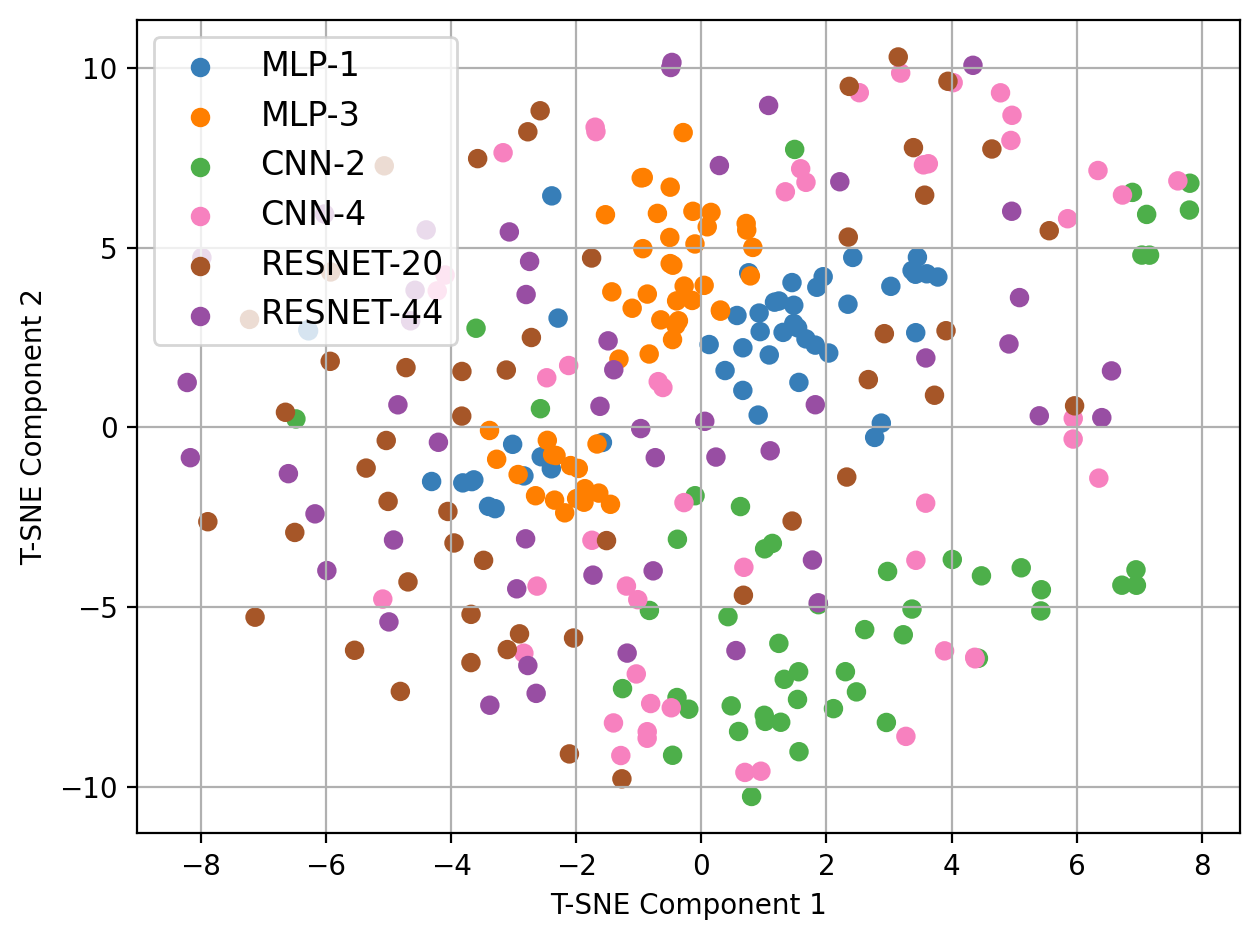 MLP-1
MLP-3
CNN-2
CNN-4
RESNET-20
RESNET-44
10
5
0
−5
−10
T-SNE Component 2
−8 −6 −4 −2 0 2 4 6 8
T-SNE Component 1